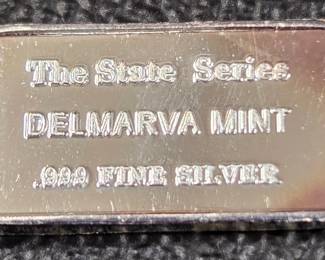 The State Series
DELMARVA MINT
.999 FINE SILVER